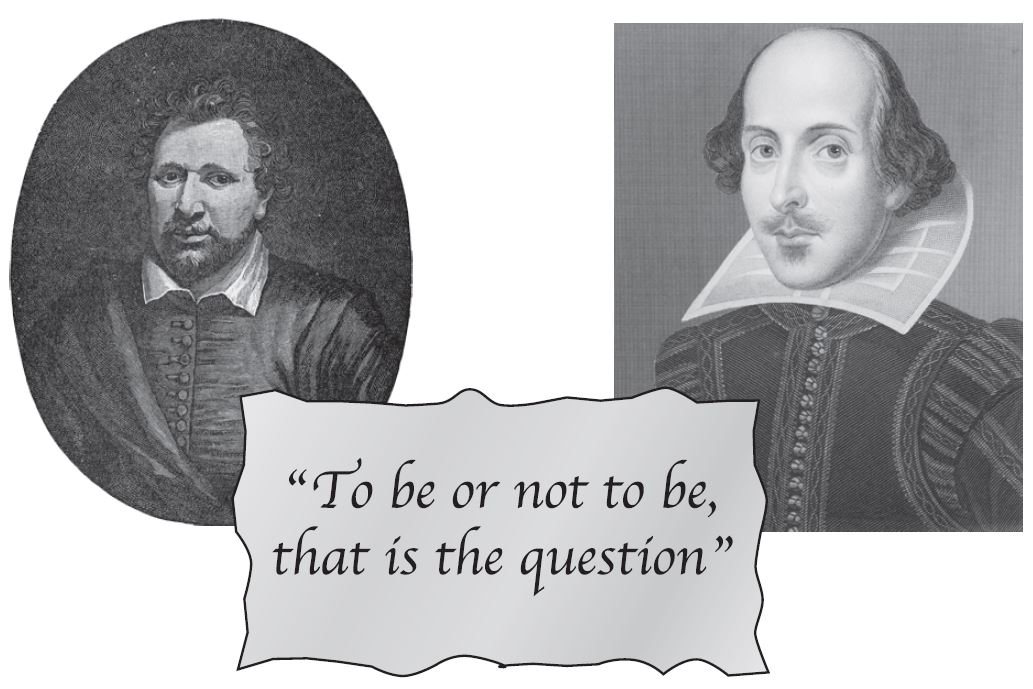 “To be or not to be,
that is the question”